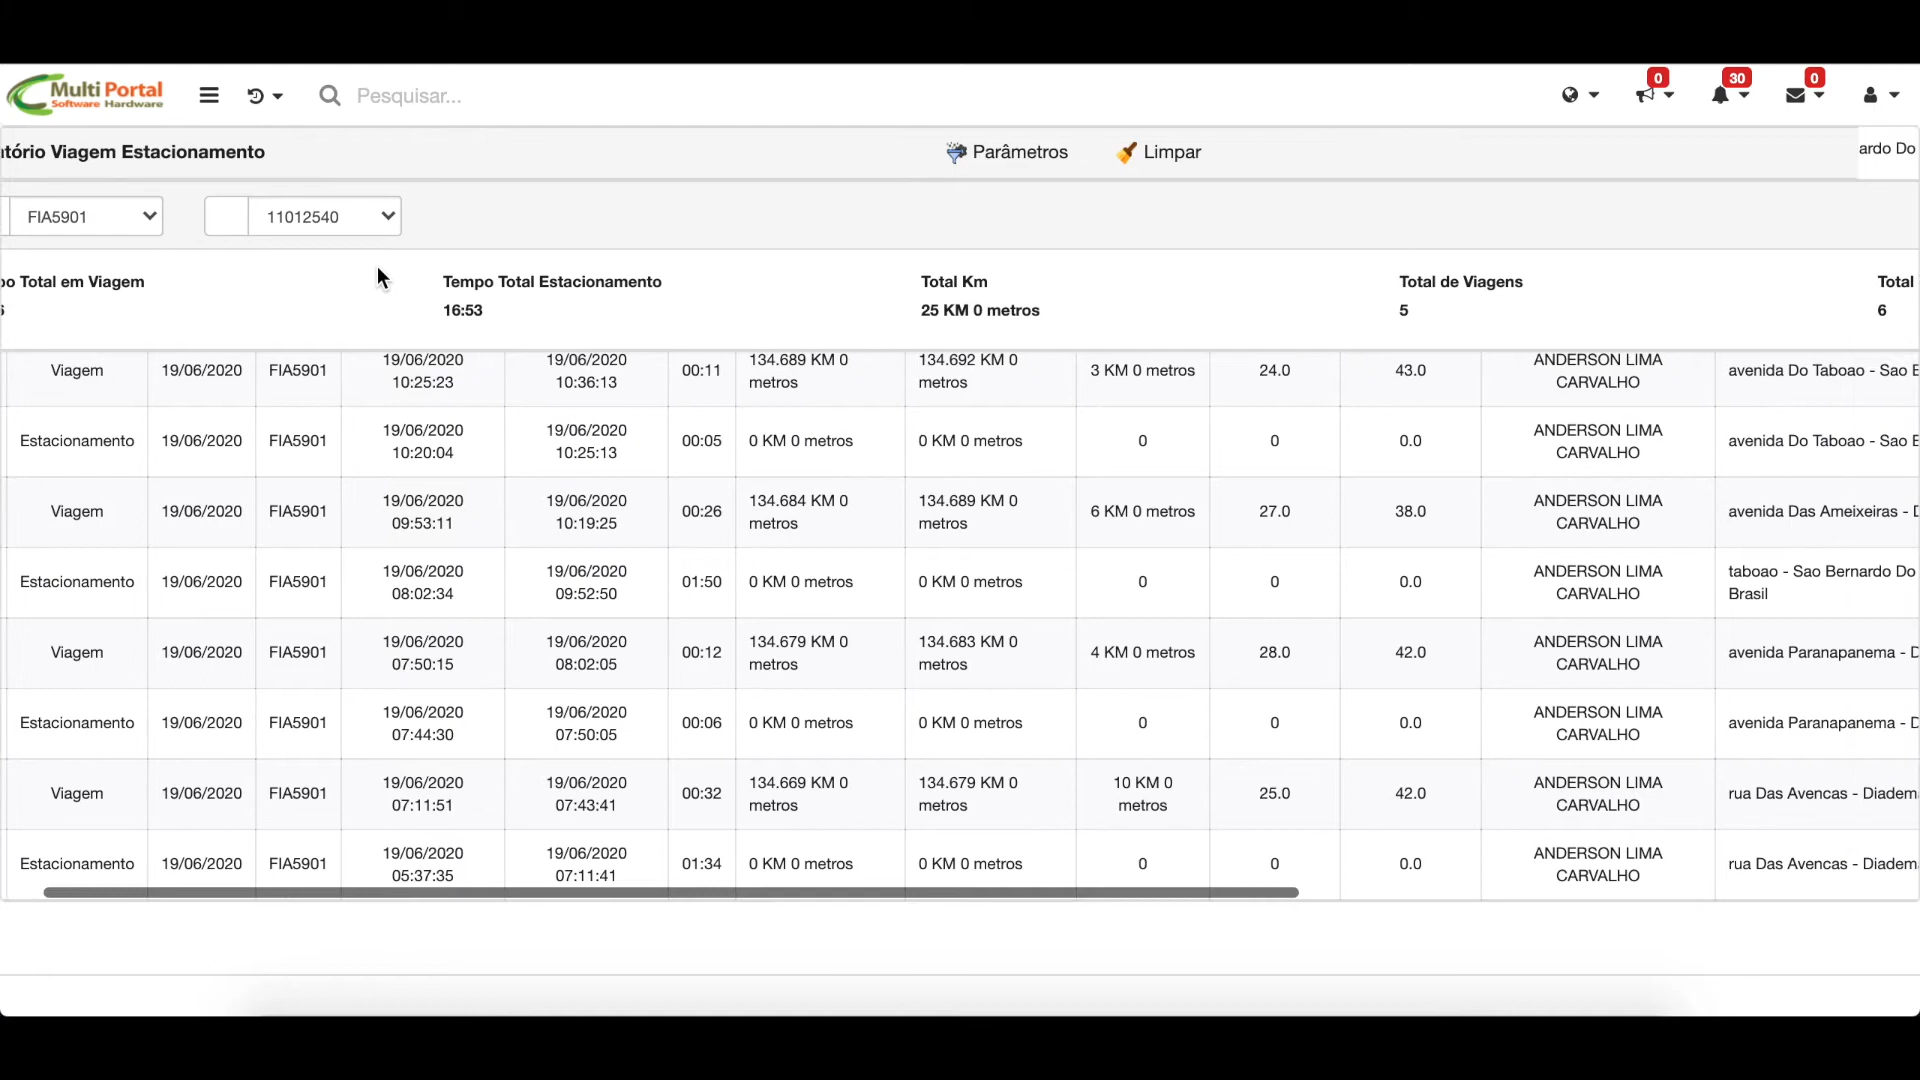 Multi Portal
Software Hardware
Pesquisar...
0
30
0
tório Viagem Estacionamento
Parâmetros
Limpar
ardo Do
FIA5901
11012540
Total em Viagem
Tempo Total Estacionamento
Total Km
Total de Viagens
Total
16:53
25 KM 0 metros
5
6
Viagem 19/06/2020 FIA5901 19/06/2020 19/06/2020 00:11 134.689 KM 0 134.692 KM 0 3 KM 0 metros 24.0 43.0 ANDERSON LIMA avenida Do Taboao - Sao
10:25:23 10:36:13 metros metros CARVALHO
Estacionamento 19/06/2020 FIA5901 19/06/2020 19/06/2020 00:05 0 KM 0 metros 0 KM 0 metros 0 0 0.0 ANDERSON LIMA avenida Do Taboao - Sao
10:20:04 10:25:13 CARVALHO
Viagem 19/06/2020 FIA5901 19/06/2020 19/06/2020 00:26 134.684 KM 0 134.689 KM 0 6 KM 0 metros 27.0 38.0 ANDERSON LIMA avenida Das Ameixeiras -
09:53:11 10:19:25 metros metros CARVALHO
Estacionamento 19/06/2020 FIA5901 19/06/2020 19/06/2020 01:50 0 KM 0 metros 0 KM 0 metros 0 0 0.0 ANDERSON LIMA taboao - Sao Bernardo Do
08:02:34 09:52:50 CARVALHO Brasil
Viagem 19/06/2020 FIA5901 19/06/2020 19/06/2020 00:12 134.679 KM 0 134.683 KM 0 4 KM 0 metros 28.0 42.0 ANDERSON LIMA avenida Paranapanema -
07:50:15 08:02:05 metros metros CARVALHO
Estacionamento 19/06/2020 FIA5901 19/06/2020 19/06/2020 00:06 0 KM 0 metros 0 KM 0 metros 0 0 0.0 ANDERSON LIMA avenida Paranapanema -
07:44:30 07:50:05 CARVALHO
Viagem 19/06/2020 FIA5901 19/06/2020 19/06/2020 00:32 134.669 KM 0 134.679 KM 0 10 KM 0 25.0 42.0 ANDERSON LIMA rua Das Avencas - Diadem
07:11:51 07:43:41 metros metros metros CARVALHO
Estacionamento 19/06/2020 FIA5901 19/06/2020 19/06/2020 01:34 0 KM 0 metros 0 KM 0 metros 0 0 0.0 ANDERSON LIMA rua Das Avencas - Diadem
05:37:35 07:11:41 CARVALHO